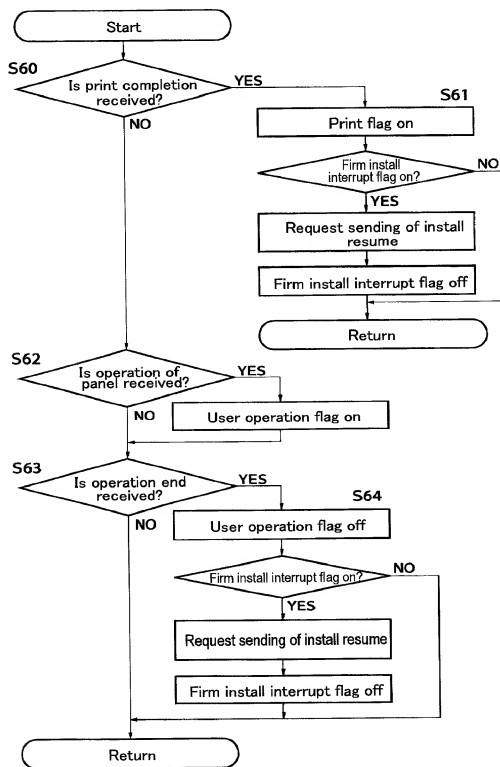 Start
S60
Is print completion
received?
YES
NO
S61
Print flag on
Firm install
interrupt flag on?
NO
YES
Request sending of install
resume
Firm install interrupt flag off
Return
S62
Is operation of
panel received?
YES
NO
User operation flag on
S63
Is operation end
received?
YES
NO
S64
User operation flag off
Firm install interrupt flag on?
NO
YES
Request sending of install resume
Firm install interrupt flag off
Return